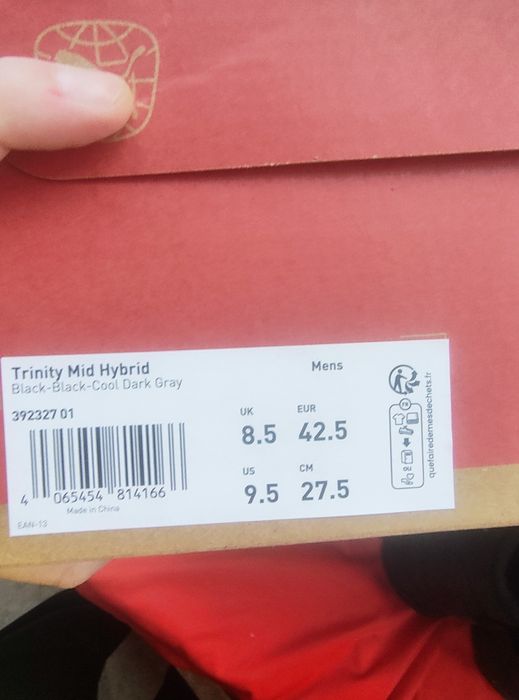 Trinity Mid Hybrid
Black-Black-Cool Dark Gray
Mens
392327 01
UK EUR
8.5 42.5
US CM
9.5 27.5
4 065454 814166
Made in China
EAN-13
FR
quefairedemesdechets.fr